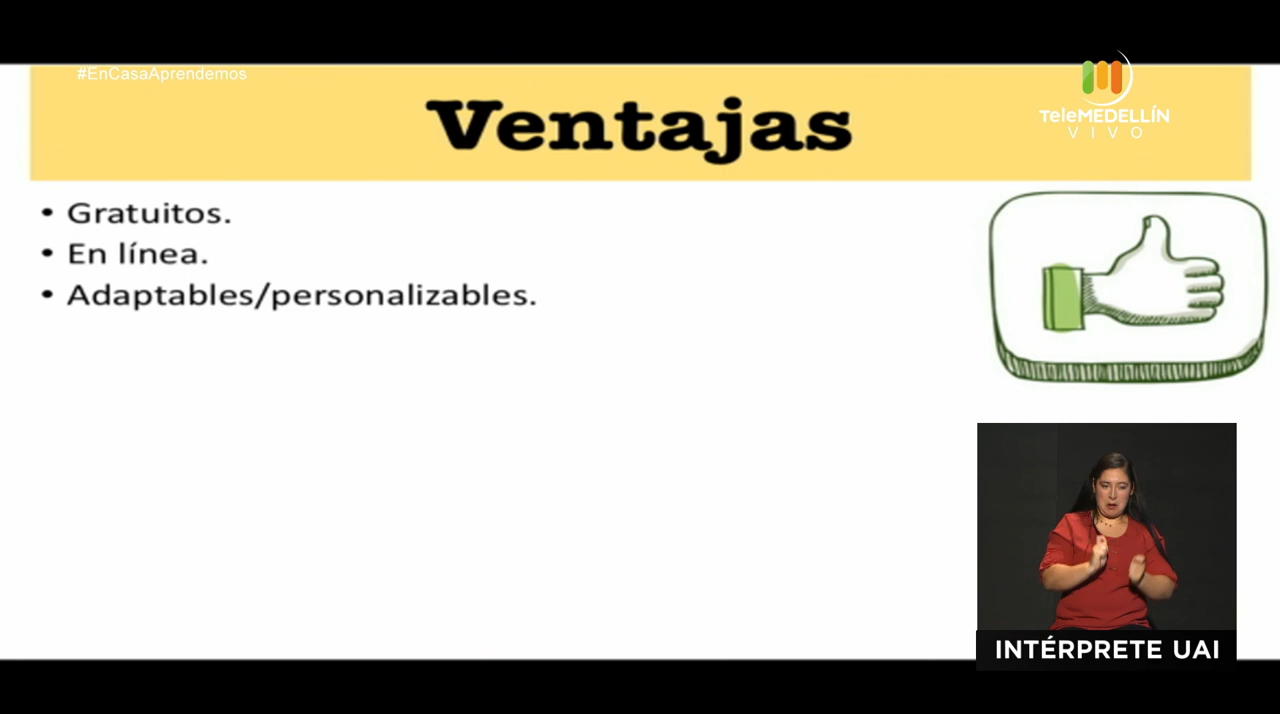 #EnCasaAprendemos
TeleMEDELLÍN
VIVO
Ventajas
• Gratuitos.
• En línea.
• Adaptables/personalizables.
INTÉRPRETE UAI